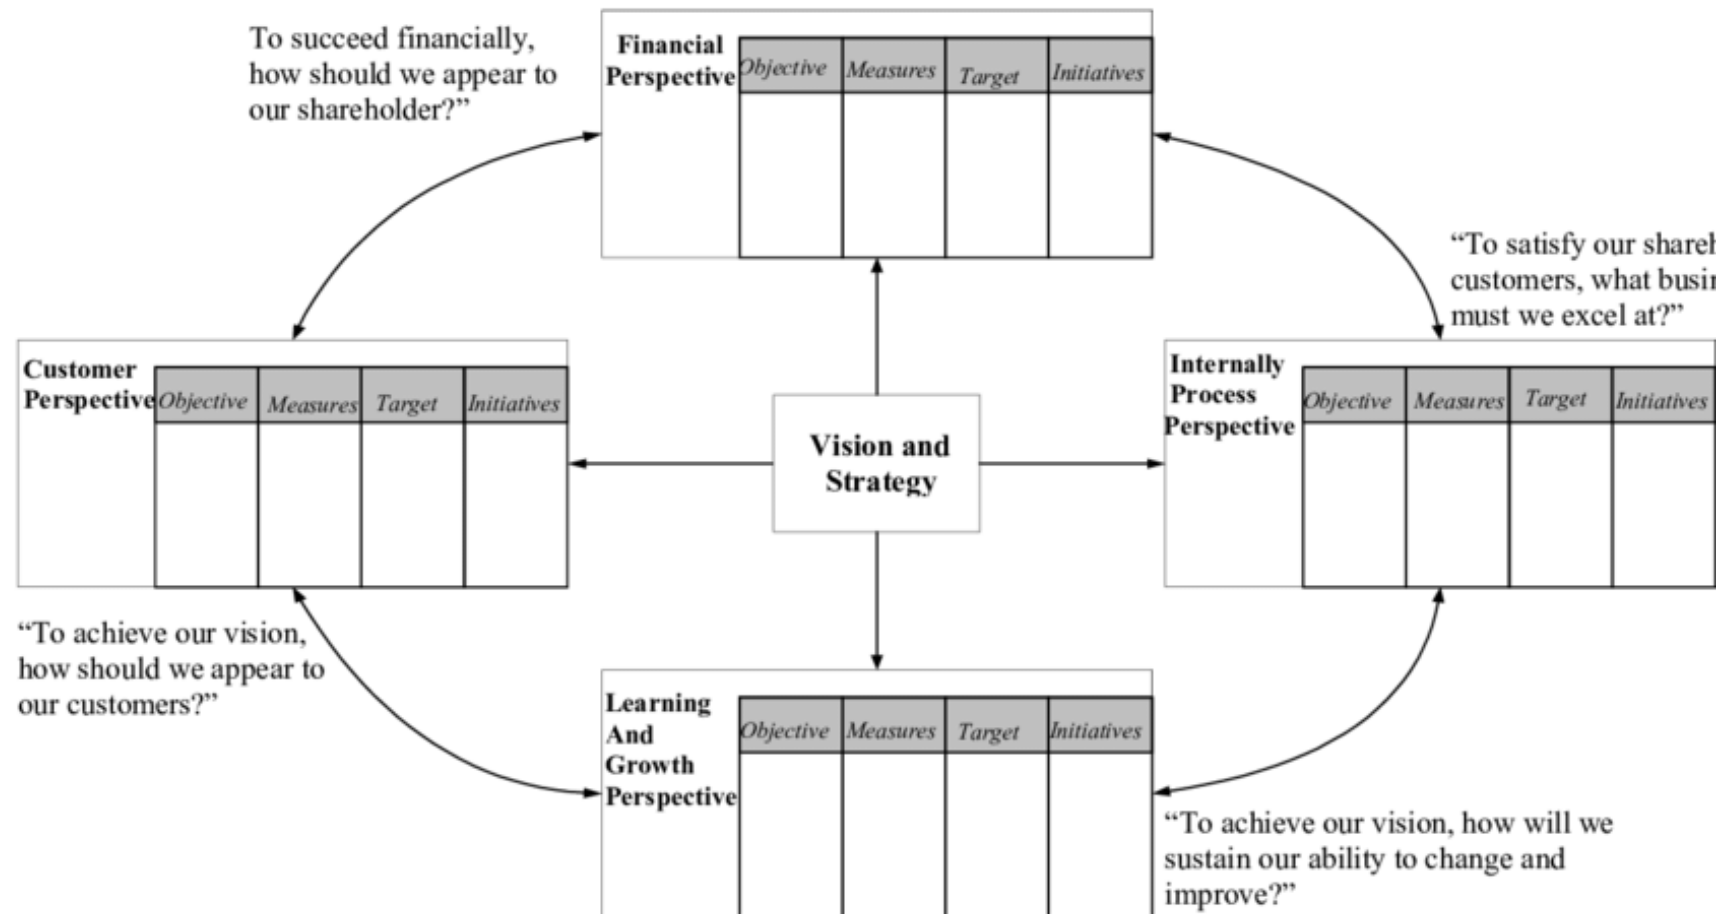 To succeed financially,
how should we appear to
our shareholder?”
Financial
Perspective
Objective Measures Target Initiatives
“To satisfy our
customers, what
must we excel at?”
Customer
Perspective
Objective Measures Target Initiatives
Vision and
Strategy
Internally
Process
Perspective
Objective Measures Target Initiatives
“To achieve our vision,
how should we appear to
our customers?”
Learning
And
Growth
Perspective
Objective Measures Target Initiatives
“To achieve our vision, how will we
sustain our ability to change and
improve?”